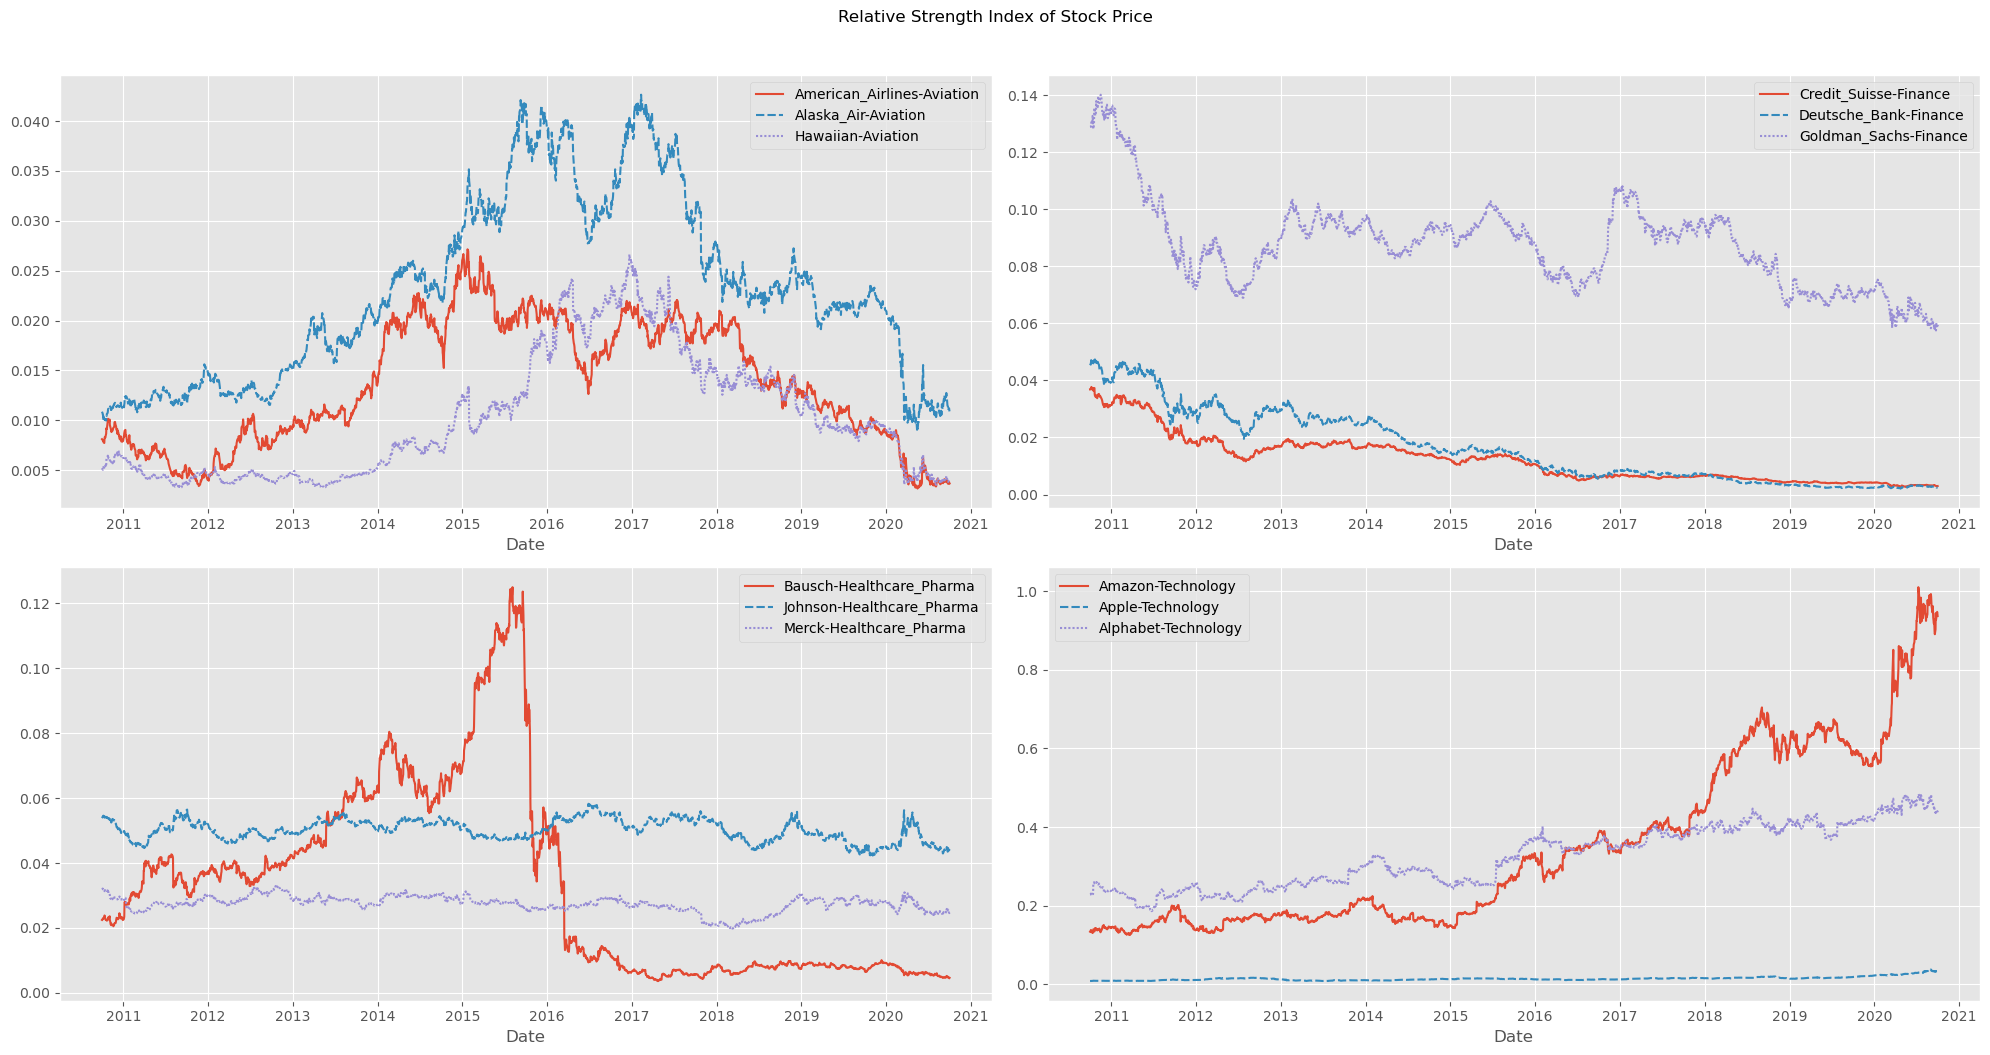 Relative Strength Index of Stock Price
American_Airlines-Aviation
Alaska_Air-Aviation
Hawaiian-Aviation
0.040
0.035
0.030
0.025
0.020
0.015
0.010
0.005
2011 2012 2013 2014 2015 2016 2017 2018 2019 2020 2021
Date
Credit_Suisse-Finance
Deutsche_Bank-Finance
Goldman_Sachs-Finance
0.14
0.12
0.10
0.08
0.06
0.04
0.02
0.00
2011 2012 2013 2014 2015 2016 2017 2018 2019 2020 2021
Date
Bausch-Healthcare_Pharma
Johnson-Healthcare_Pharma
Merck-Healthcare_Pharma
0.12
0.10
0.08
0.06
0.04
0.02
0.00
2011 2012 2013 2014 2015 2016 2017 2018 2019 2020 2021
Date
Amazon-Technology
Apple-Technology
Alphabet-Technology
1.0
0.8
0.6
0.4
0.2
0.0
2011 2012 2013 2014 2015 2016 2017 2018 2019 2020 2021
Date